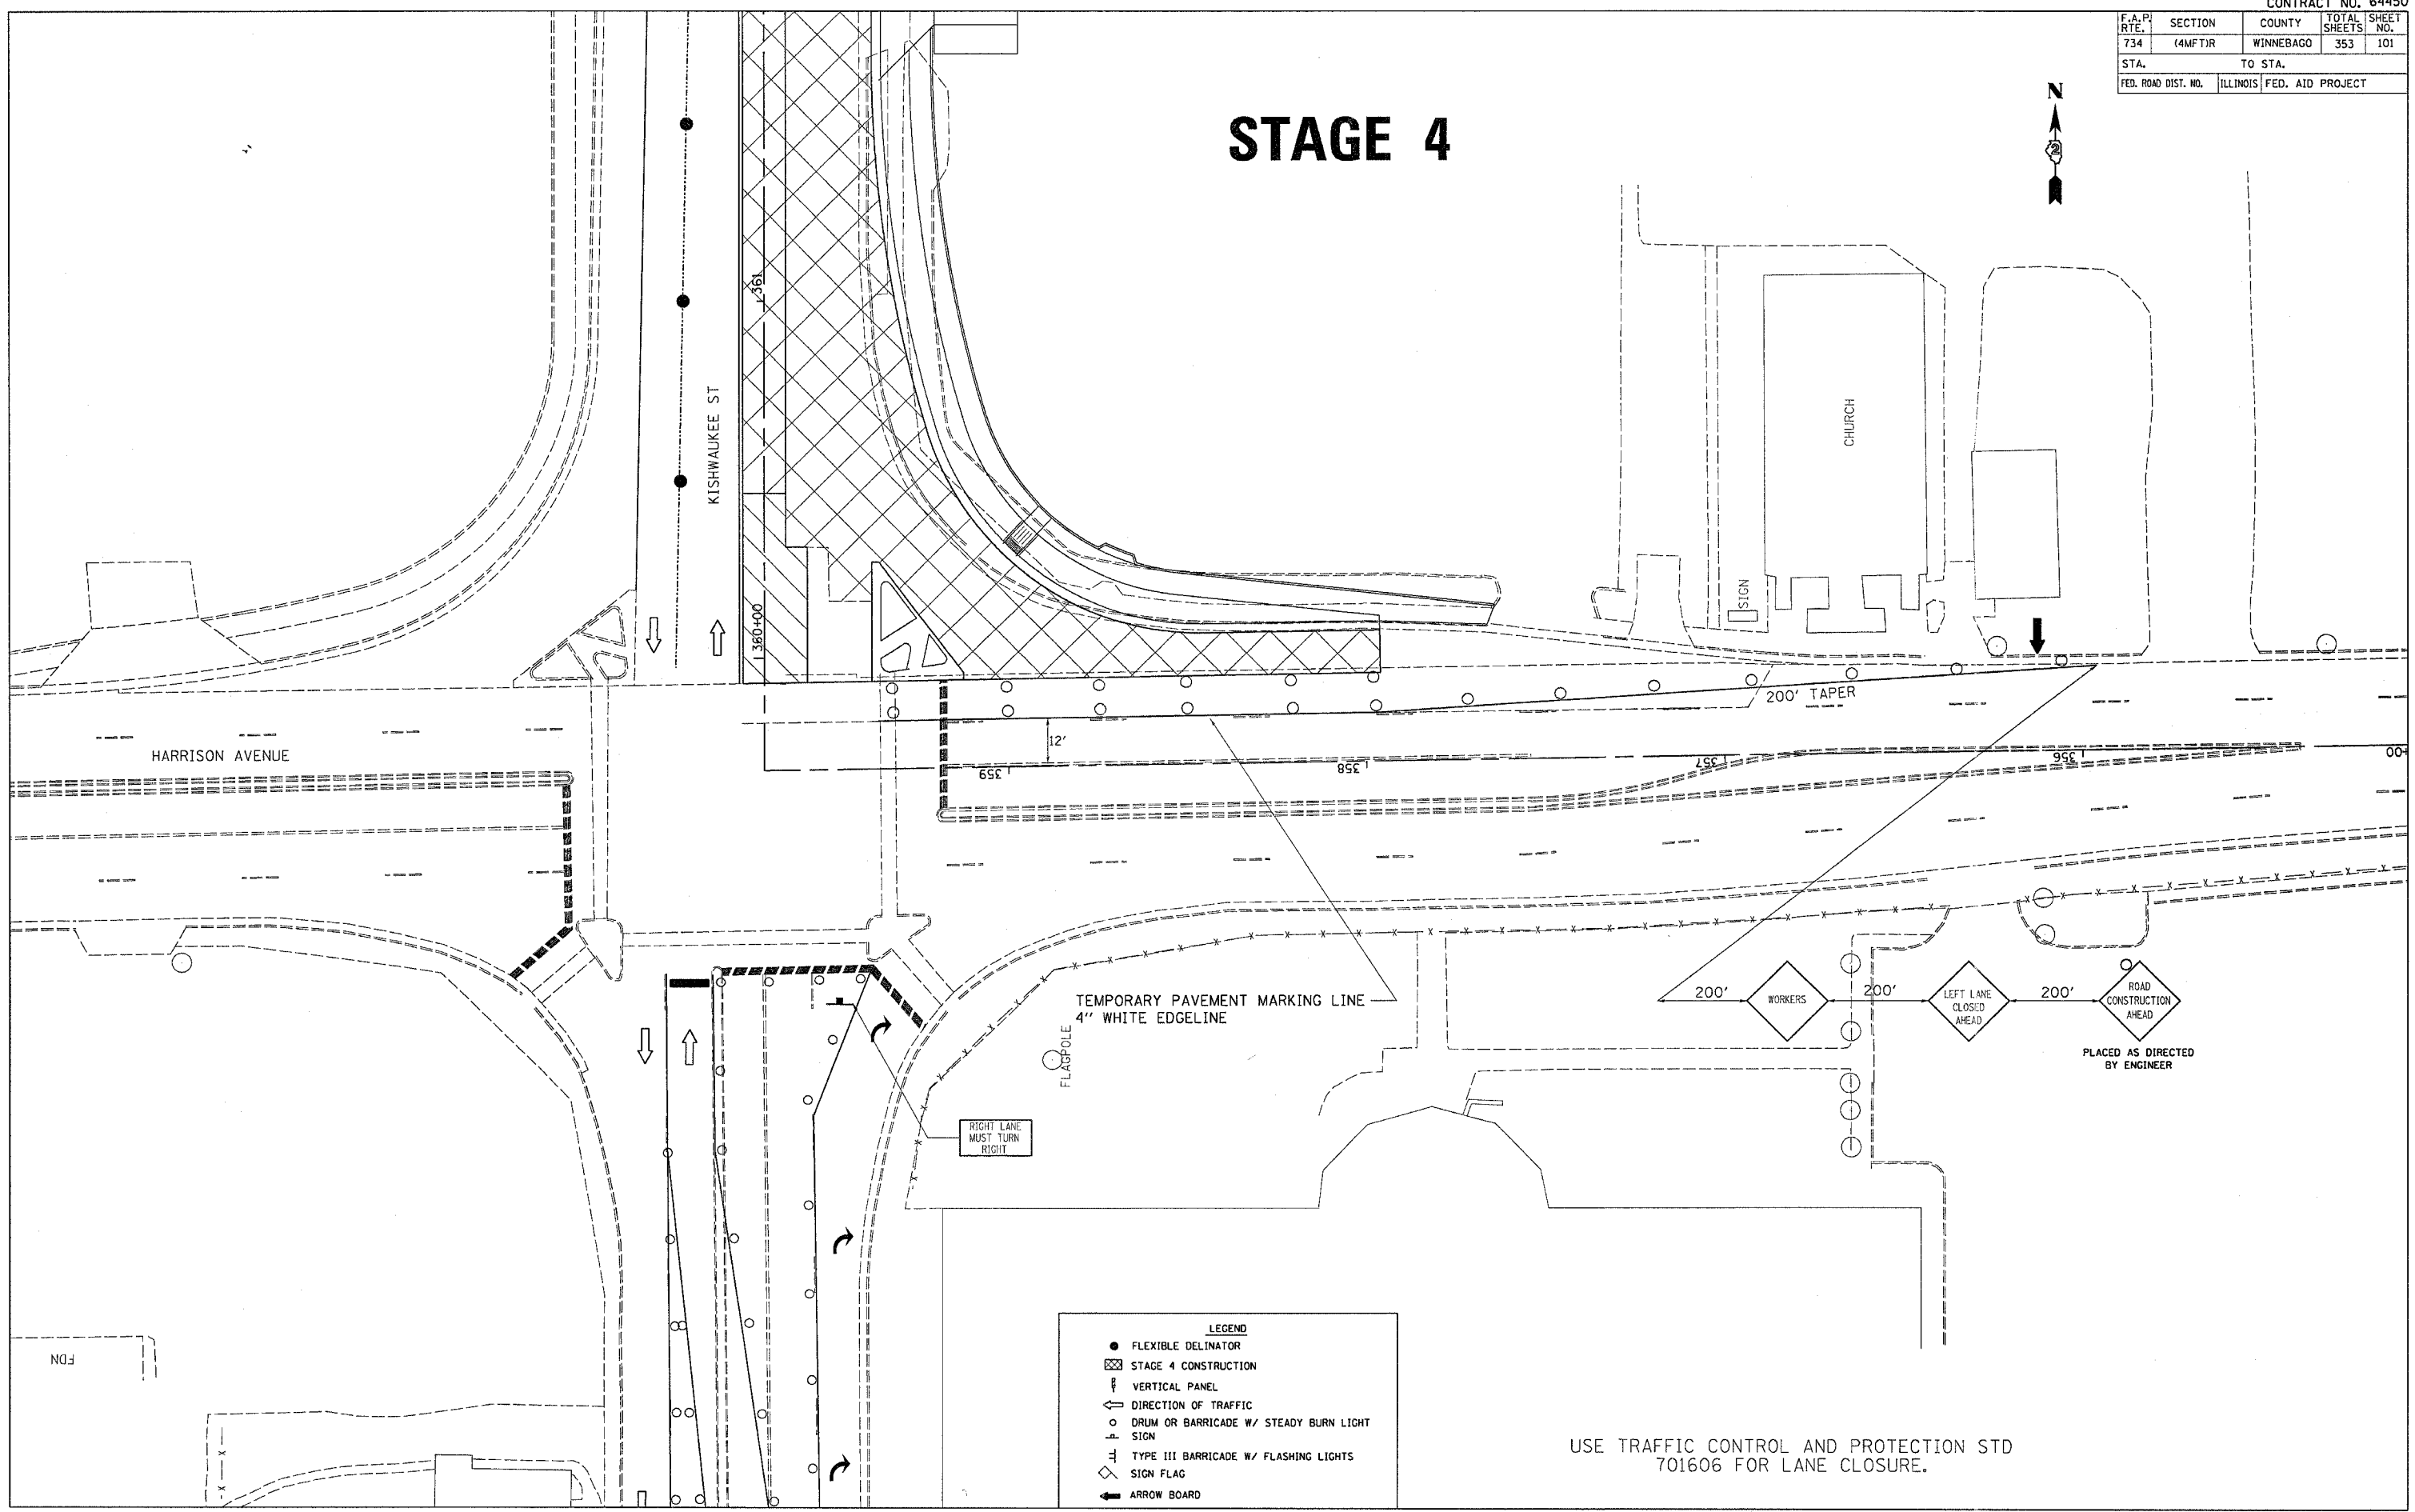 CONTRACT NO. 64450
F.A.P. RTE. SECTION COUNTY TOTAL SHEETS SHEET NO.
734 (4MFT)R WINNEBAGO 353 101
STA. TO STA.
FED. ROAD DIST. NO. ILLINOIS FED. AID PROJECT
STAGE 4
N
2
361
KISHWAUKEE ST
360+00
CHURCH
SIGN
200' TAPER
HARRISON AVENUE
12'
359
358
357
356
+00
TEMPORARY PAVEMENT MARKING LINE
4" WHITE EDGELINE
FLAGPOLE
200'
WORKERS
200'
LEFT LANE
CLOSED
AHEAD
200'
ROAD
CONSTRUCTION
AHEAD
PLACED AS DIRECTED
BY ENGINEER
RIGHT LANE
MUST TURN
RIGHT
FDN
LEGEND
FLEXIBLE DELINATOR
STAGE 4 CONSTRUCTION
VERTICAL PANEL
DIRECTION OF TRAFFIC
DRUM OR BARRICADE W/ STEADY BURN LIGHT
SIGN
TYPE III BARRICADE W/ FLASHING LIGHTS
SIGN FLAG
ARROW BOARD
USE TRAFFIC CONTROL AND PROTECTION STD
701606 FOR LANE CLOSURE.